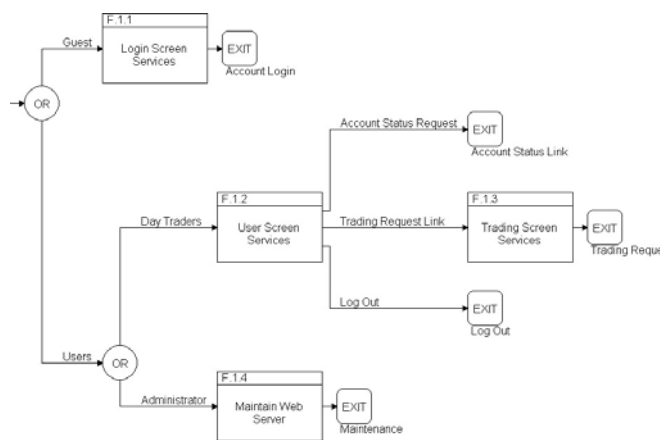 F.1.1
Guest
Login Screen
Services
EXIT
Account Login
OR
Account Status Request
EXIT
Account Status Link
F.1.2
F.1.3
Day Traders
User Screen
Services
Trading Request Link
Trading Screen
Services
EXIT
Trading Reque
Log Out
EXIT
Log Out
Users
OR
F.1.4
Administrator
Maintain Web
Server
EXIT
Maintenance